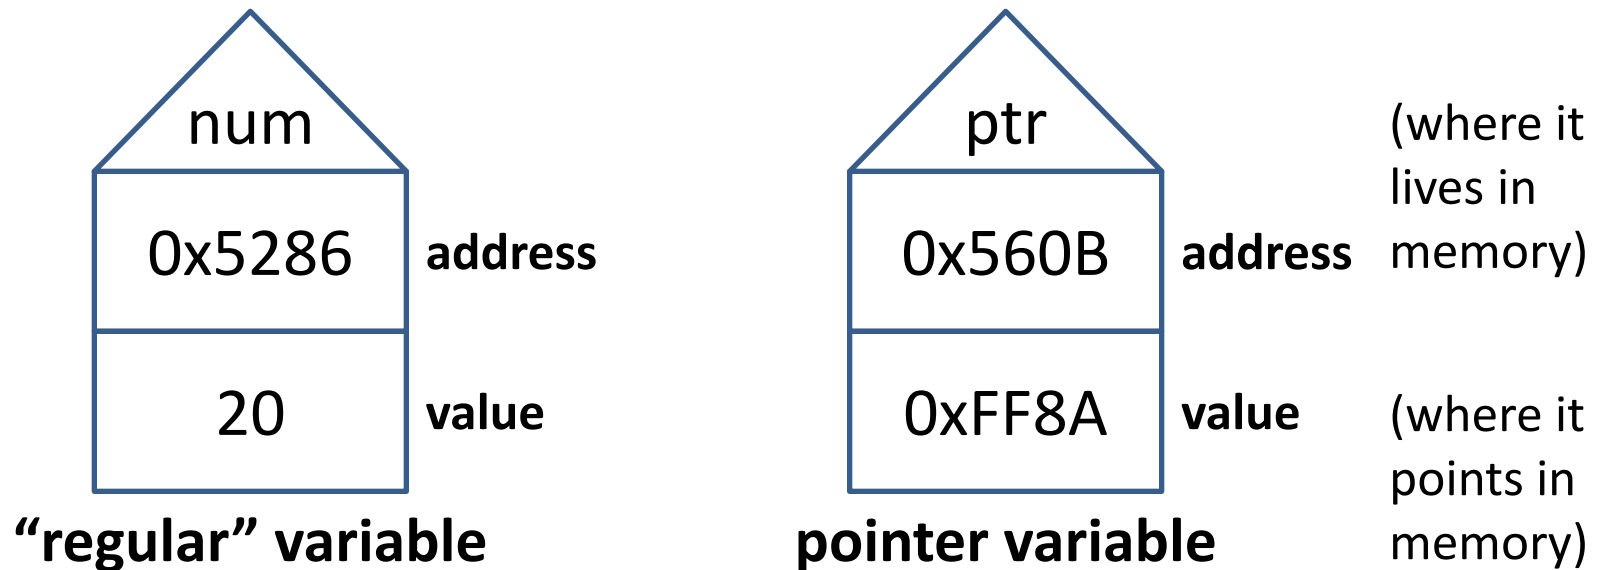 num
0x5286
address
20
value
“regular” variable
ptr
0x560B
address
(where it
lives in
memory)
0xFF8A
value
(where it
points in
memory)
pointer variable